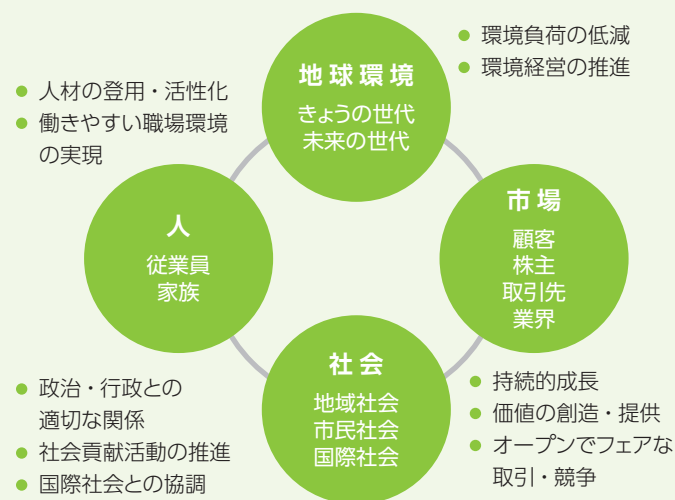 地球環境
きょうの世代
未来の世代
環境負荷の低減
環境経営の推進
人材の登用・活性化
働きやすい職場環境
の実現
人
従業員
家族
市場
顧客
株主
取引先
業界
社会
地域社会
市民社会
国際社会
政治・行政との
適切な関係
社会貢献活動の推進
国際社会との協調
持続的成長
価値の創造・提供
オープンでフェアな
取引・競争